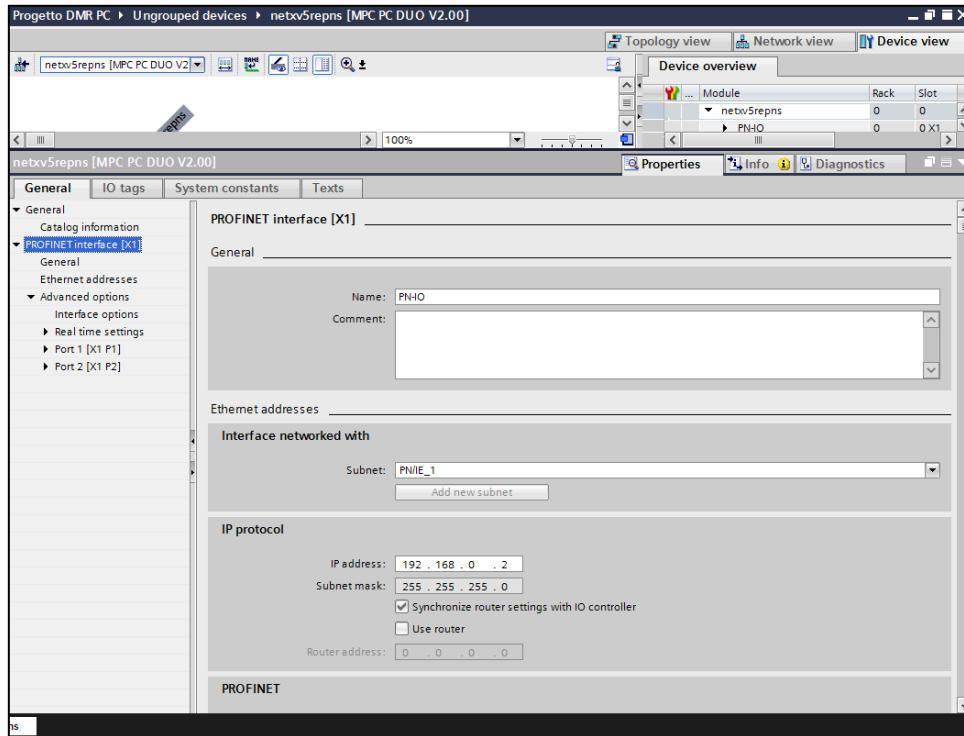 Progetto DMR PC ▸ Ungrouped devices ▸ netxv5repns [MPC PC DUO V2.00]
Topology view Network view Device view
netxv5repns [MPC PC DUO V2
Device overview
... Module Rack Slot
netxv5repns 0 0
PN-IO 0 0 X1
100%
netxv5repns [MPC PC DUO V2.00]
Properties Info Diagnostics
General IO tags System constants Texts
General
Catalog information
PROFINET interface [X1]
General
Ethernet addresses
Advanced options
Interface options
Real time settings
Port 1 [X1 P1]
Port 2 [X1 P2]
PROFINET interface [X1]
General
Name: PN-IO
Comment:
Ethernet addresses
Interface networked with
Subnet: PN/IE_1
Add new subnet
IP protocol
IP address: 192 . 168 . 0 . 2
Subnet mask: 255 . 255 . 255 . 0
Synchronize router settings with IO controller
Use router
Router address: 0 . 0 . 0 . 0
PROFINET
ns